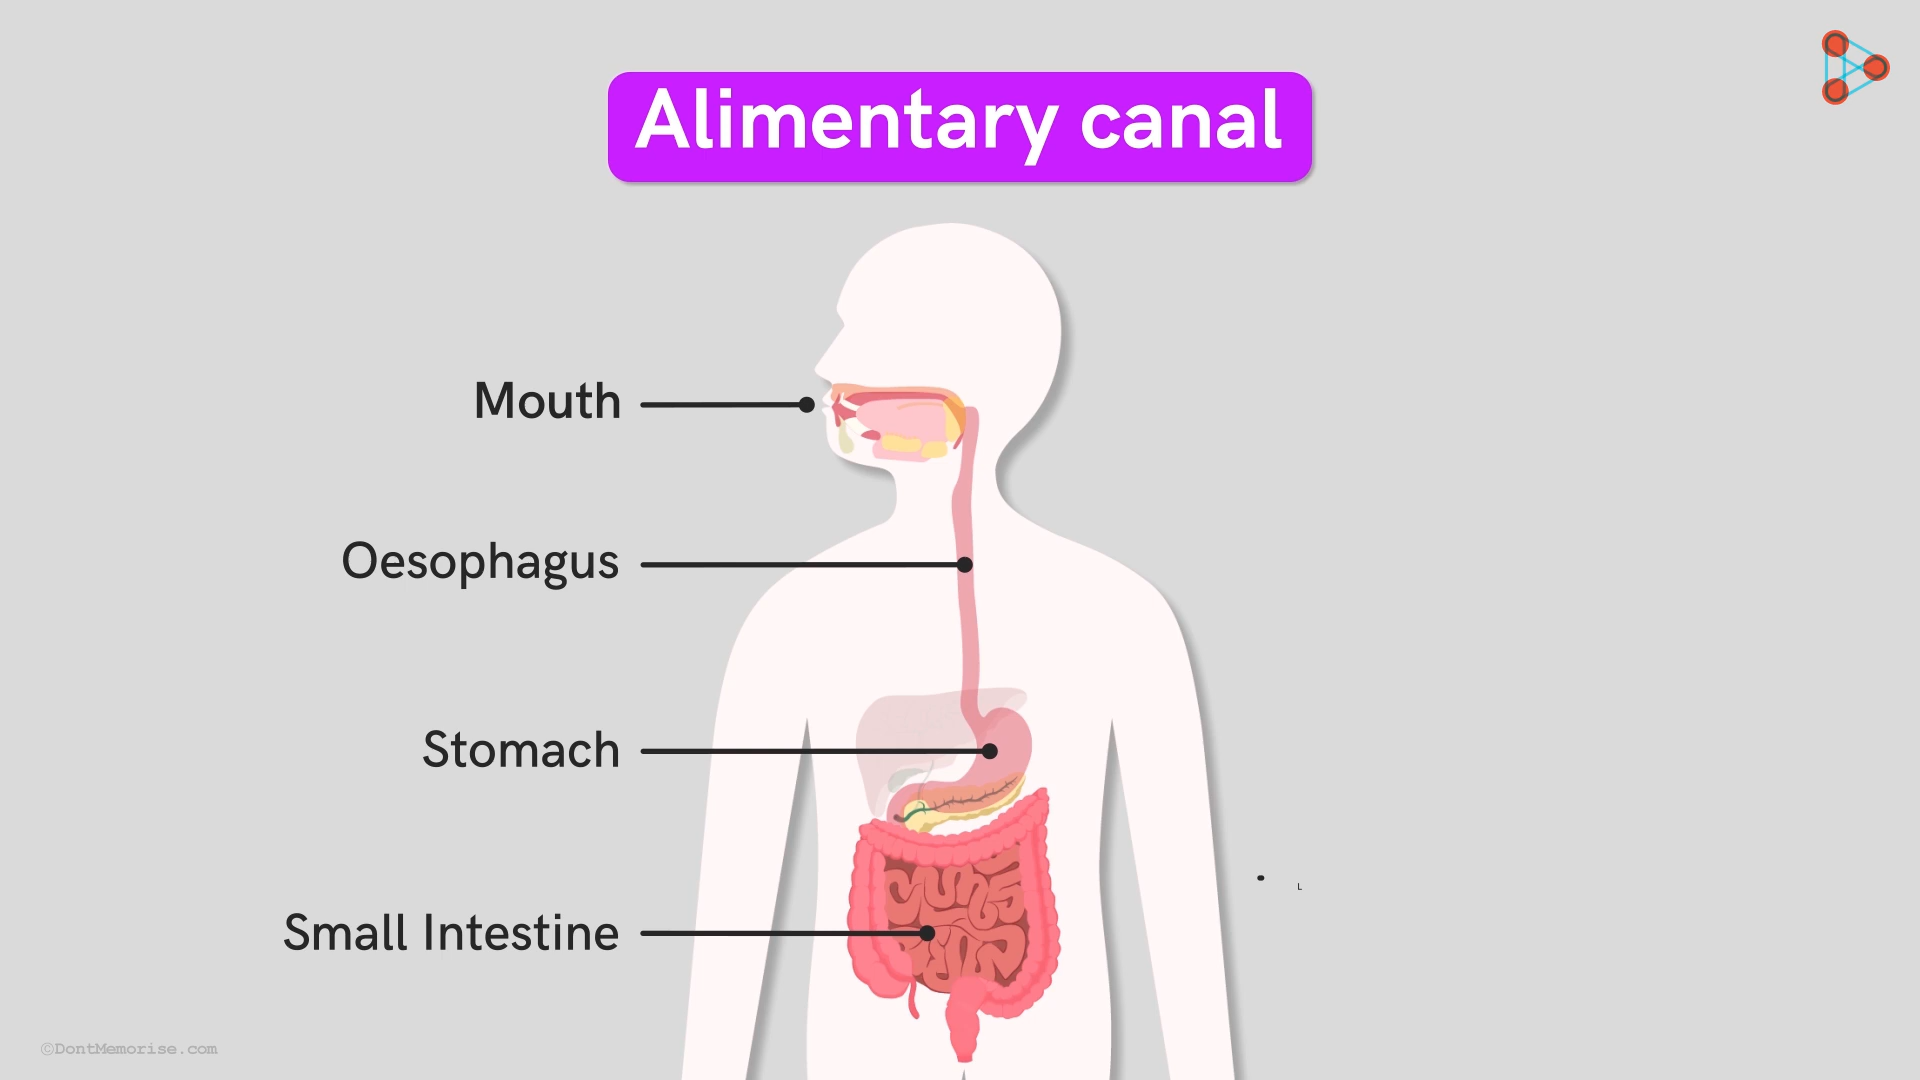 Alimentary canal
Mouth
Oesophagus
Stomach
Small Intestine
©DontMemorise.com